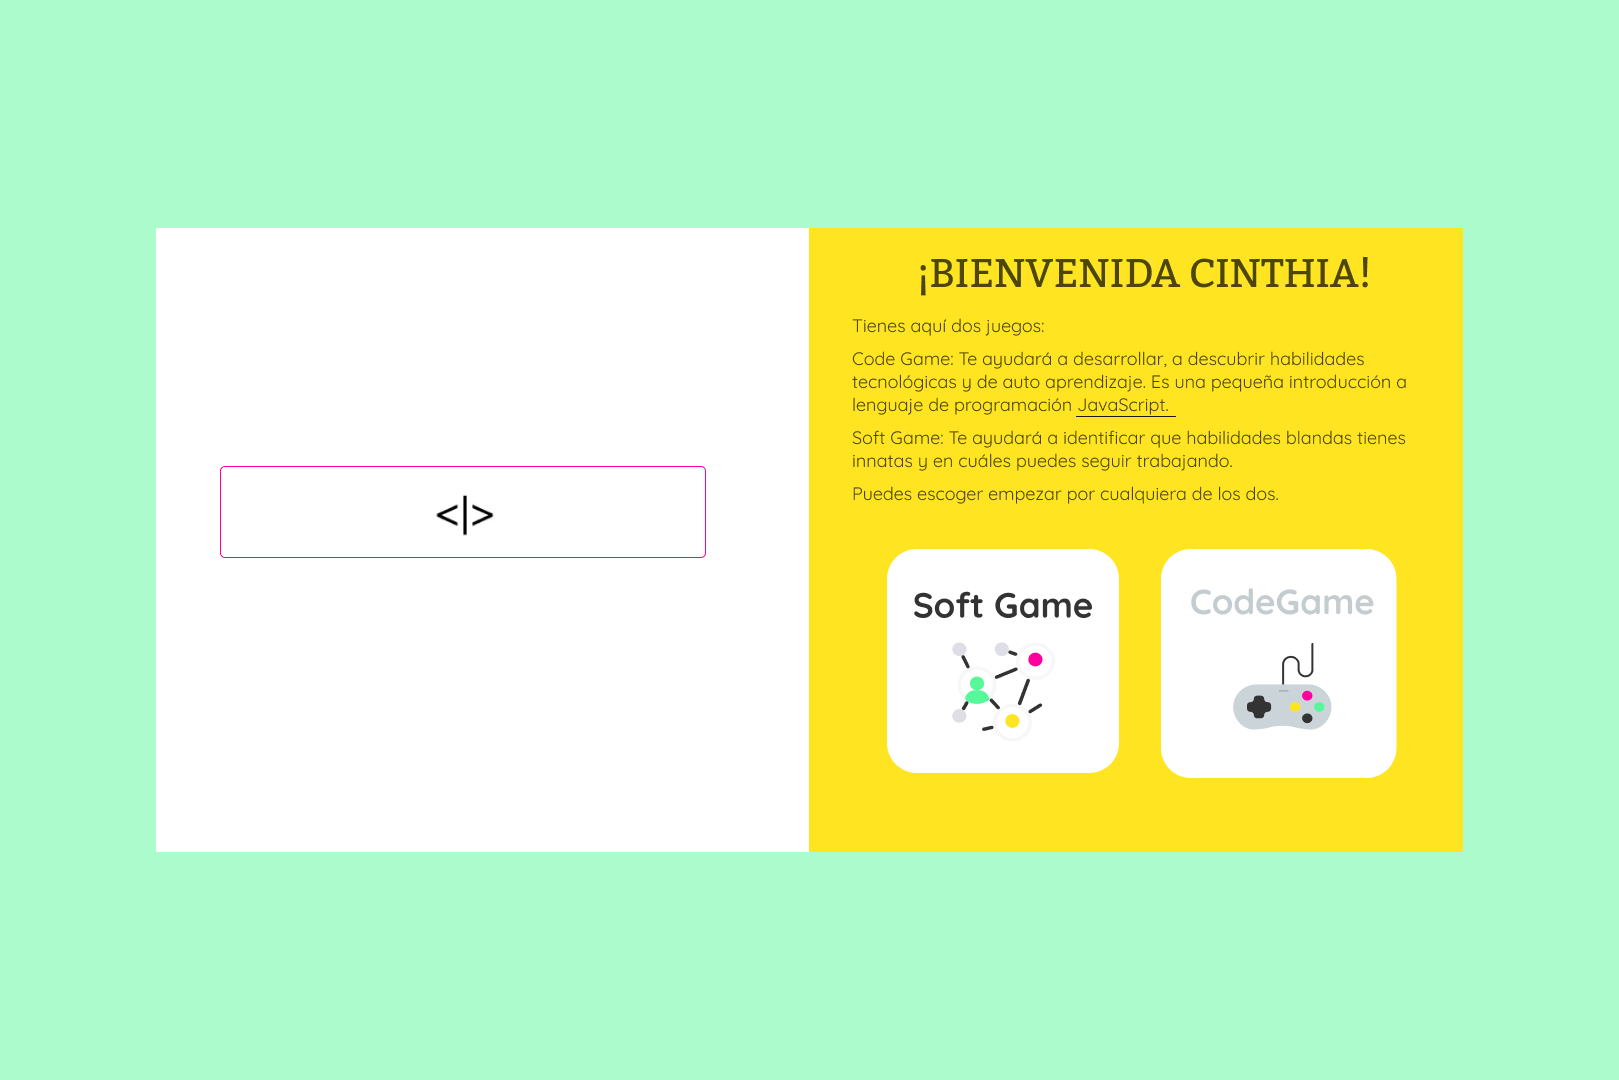 <|>
¡BIENVENIDA CINTHIA!
Tienes aquí dos juegos:
Code Game: Te ayudará a desarrollar, a descubrir habilidades
tecnológicas y de auto aprendizaje. Es una pequeña introducción a
lenguaje de programación JavaScript.
Soft Game: Te ayudará a identificar que habilidades blandas tienes
innatas y en cuáles puedes seguir trabajando.
Puedes escoger empezar por cualquiera de los dos.
Soft Game
CodeGame